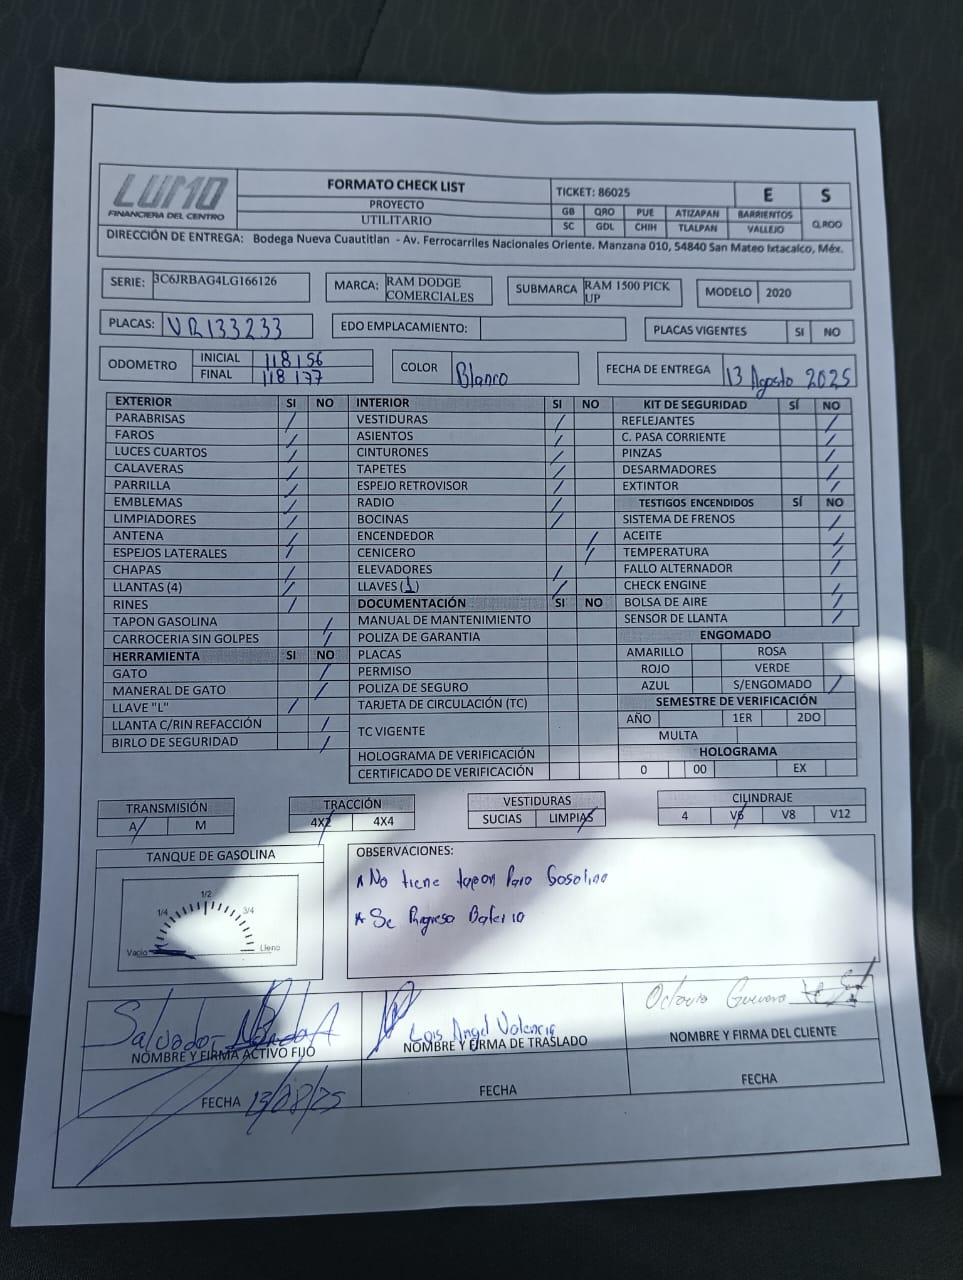 LUMO
FINANCIERA DEL CENTRO
FORMATO CHECK LIST
PROYECTO
UTILITARIO
TICKET: 86025 E S
GB QRO PUE ATIZAPAN BARRIENTOS Q.ROO
SC GDL CHIH TLALPAN VALLEJO
DIRECCIÓN DE ENTREGA: Bodega Nueva Cuautitlan - Av. Ferrocarriles Nacionales Oriente. Manzana 010, 54840 San Mateo Ixtacalco, Méx.
SERIE: 3C6JRBAG4LG166126
MARCA: RAM DODGE COMERCIALES
SUBMARCA RAM 1500 PICK UP
MODELO 2020
PLACAS: VR133233
EDO EMPLACAMIENTO:
PLACAS VIGENTES SI NO
ODOMETRO
INICIAL 118156
FINAL 118177
COLOR Blanco
FECHA DE ENTREGA 13 Agosto 2025
EXTERIOR SI NO
PARABRISAS /
FAROS /
LUCES CUARTOS /
CALAVERAS /
PARRILLA /
EMBLEMAS /
LIMPIADORES /
ANTENA /
ESPEJOS LATERALES /
CHAPAS /
LLANTAS (4) /
RINES /
TAPON GASOLINA /
CARROCERIA SIN GOLPES /
HERRAMIENTA SI NO
GATO /
MANERAL DE GATO /
LLAVE "L" /
LLANTA C/RIN REFACCIÓN /
BIRLO DE SEGURIDAD /
INTERIOR SI NO
VESTIDURAS /
ASIENTOS /
CINTURONES /
TAPETES /
ESPEJO RETROVISOR /
RADIO /
BOCINAS /
ENCENDEDOR /
CENICERO /
ELEVADORES /
LLAVES (1) /
DOCUMENTACIÓN SI NO
MANUAL DE MANTENIMIENTO
POLIZA DE GARANTIA
PLACAS
PERMISO
POLIZA DE SEGURO
TARJETA DE CIRCULACIÓN (TC)
TC VIGENTE
HOLOGRAMA DE VERIFICACIÓN
CERTIFICADO DE VERIFICACIÓN
KIT DE SEGURIDAD SÍ NO
REFLEJANTES /
C. PASA CORRIENTE /
PINZAS /
DESARMADORES /
EXTINTOR /
TESTIGOS ENCENDIDOS SÍ NO
SISTEMA DE FRENOS /
ACEITE /
TEMPERATURA /
FALLO ALTERNADOR /
CHECK ENGINE /
BOLSA DE AIRE /
SENSOR DE LLANTA /
ENGOMADO
AMARILLO ROSA
ROJO VERDE
AZUL S/ENGOMADO /
SEMESTRE DE VERIFICACIÓN
AÑO 1ER 2DO
MULTA
HOLOGRAMA
0 00 EX
TRANSMISIÓN
A M
TRACCIÓN
4X2 4X4
VESTIDURAS
SUCIAS LIMPIAS
CILINDRAJE
4 V6 V8 V12
TANQUE DE GASOLINA
1/2
1/4 3/4
Vacio Lleno
OBSERVACIONES:
* No tiene tapon Para Gasolina
* Se Regreso Bateria
Salvador
NOMBRE Y FIRMA ACTIVO FIJO
Luis Angel Valencia
NOMBRE Y FIRMA DE TRASLADO
Octavio Guevara
NOMBRE Y FIRMA DEL CLIENTE
FECHA 13/08/25
FECHA
FECHA